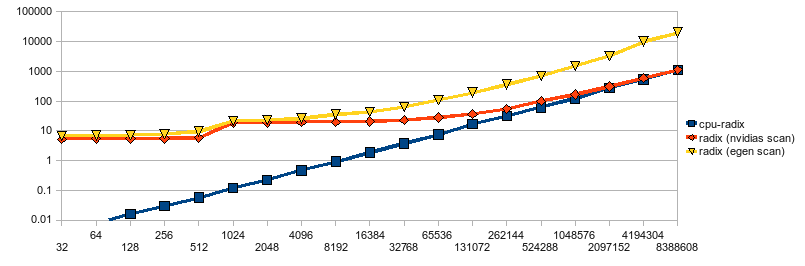 100000
10000
1000
100
10
1
0.1
0.01
32 64 128 256 512 1024 2048 4096 8192 16384 32768 65536 131072 262144 524288 1048576 2097152 4194304 8388608
cpu-radix
radix (nvidias scan)
radix (egen scan)